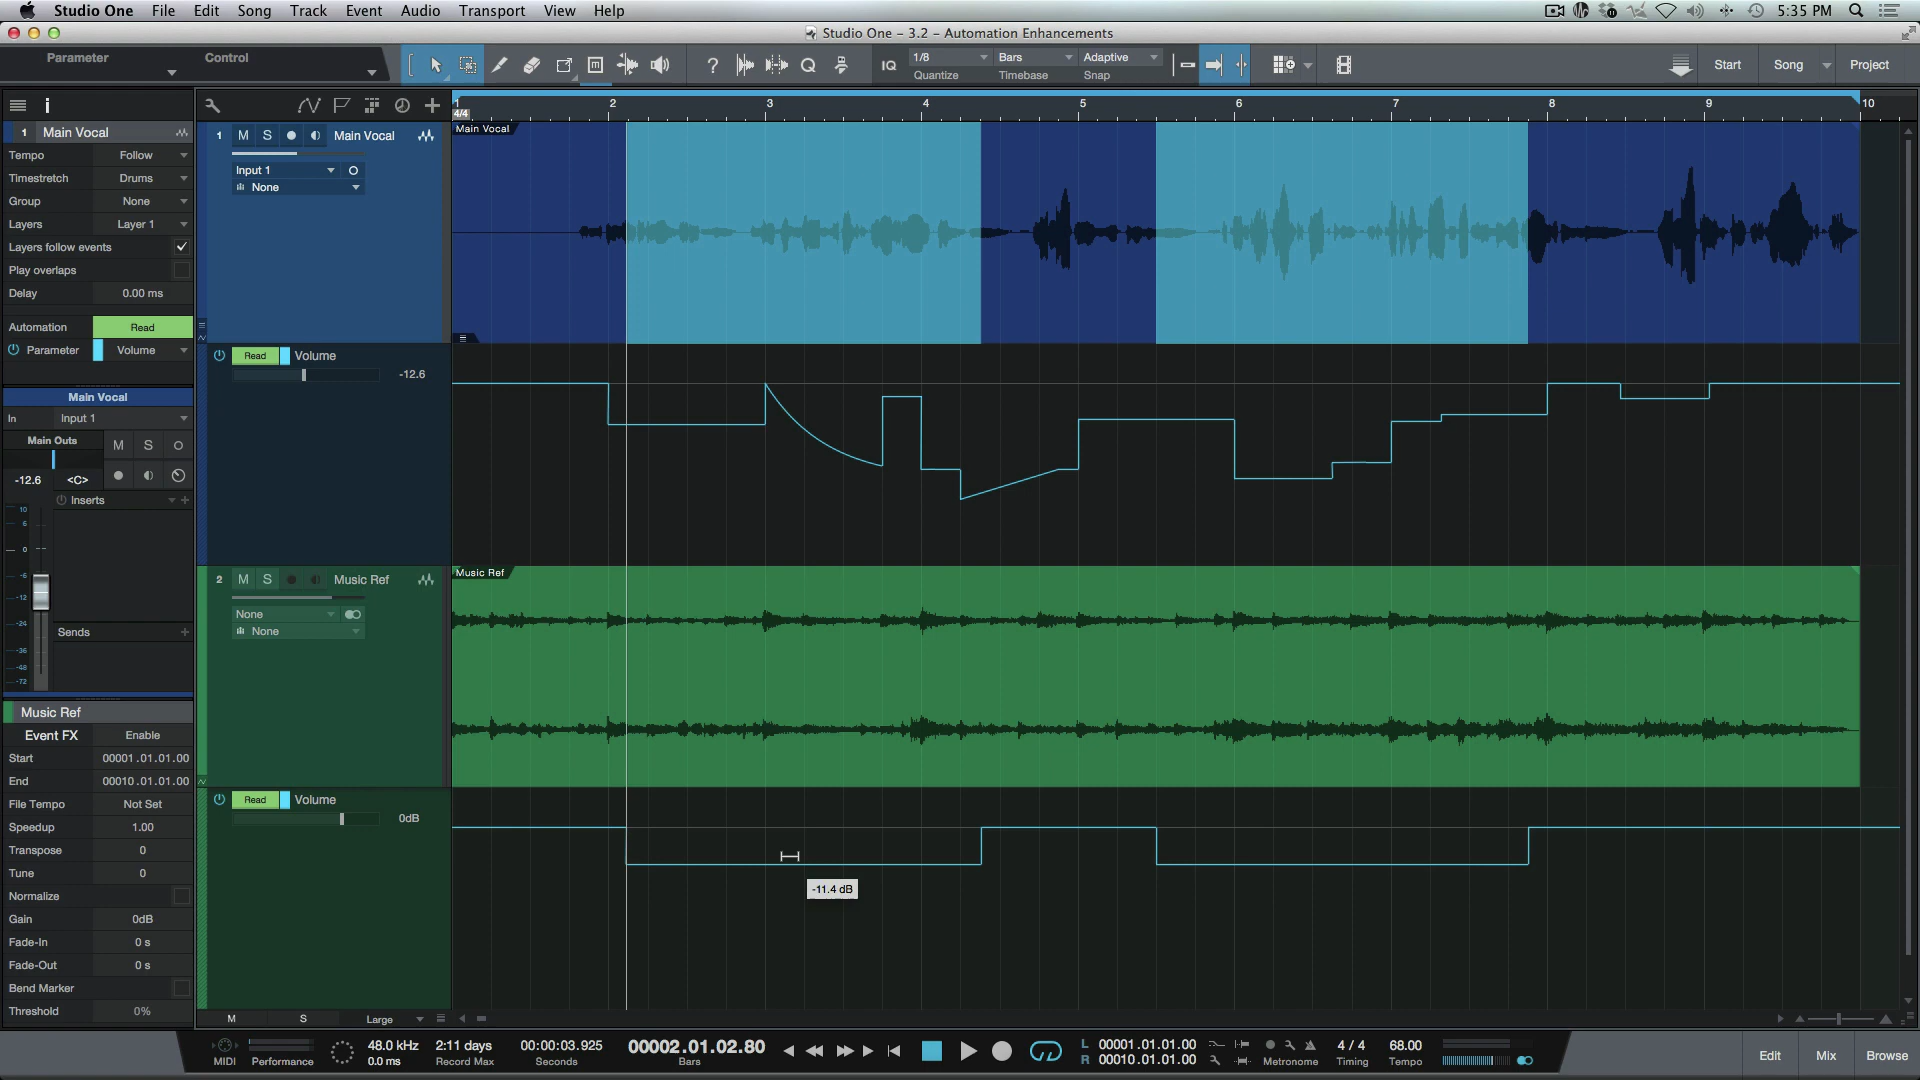 Studio One File Edit Song Track Event Audio Transport View Help 5:35 PM
Studio One - 3.2 - Automation Enhancements
Parameter Control
IQ 1/8 Bars Adaptive
Quantize Timebase Snap
Start Song Project
1 Main Vocal
Tempo Follow
Timestretch Drums
Group None
Layers Layer 1
Layers follow events
Play overlaps
Delay 0.00 ms
Automation Read
Parameter Volume
Main Vocal
In Input 1
Main Outs M S
-12.6 <C>
Inserts
10
6
0
-6
-12
-24
-36
-48
-72
Sends
Music Ref
Event FX Enable
Start 00001.01.01.00
End 00010.01.01.00
File Tempo Not Set
Speedup 1.00
Transpose 0
Tune 0
Normalize
Gain 0dB
Fade-In 0 s
Fade-Out 0 s
Bend Marker
Threshold 0%
1 2 3 4 5 6 7 8 9 10
4/4
1 M S Main Vocal
Input 1
None
Main Vocal
Read Volume
-12.6
2 M S Music Ref
None
None
Music Ref
Read Volume
0dB
-11.4 dB
M S Large
MIDI Performance
48.0 kHz
0.0 ms
2:11 days
Record Max
00:00:03.925
Seconds
00002.01.02.80
Bars
L 00001.01.01.00
R 00010.01.01.00
Metronome
4 / 4
Timing
68.00
Tempo
Edit Mix Browse